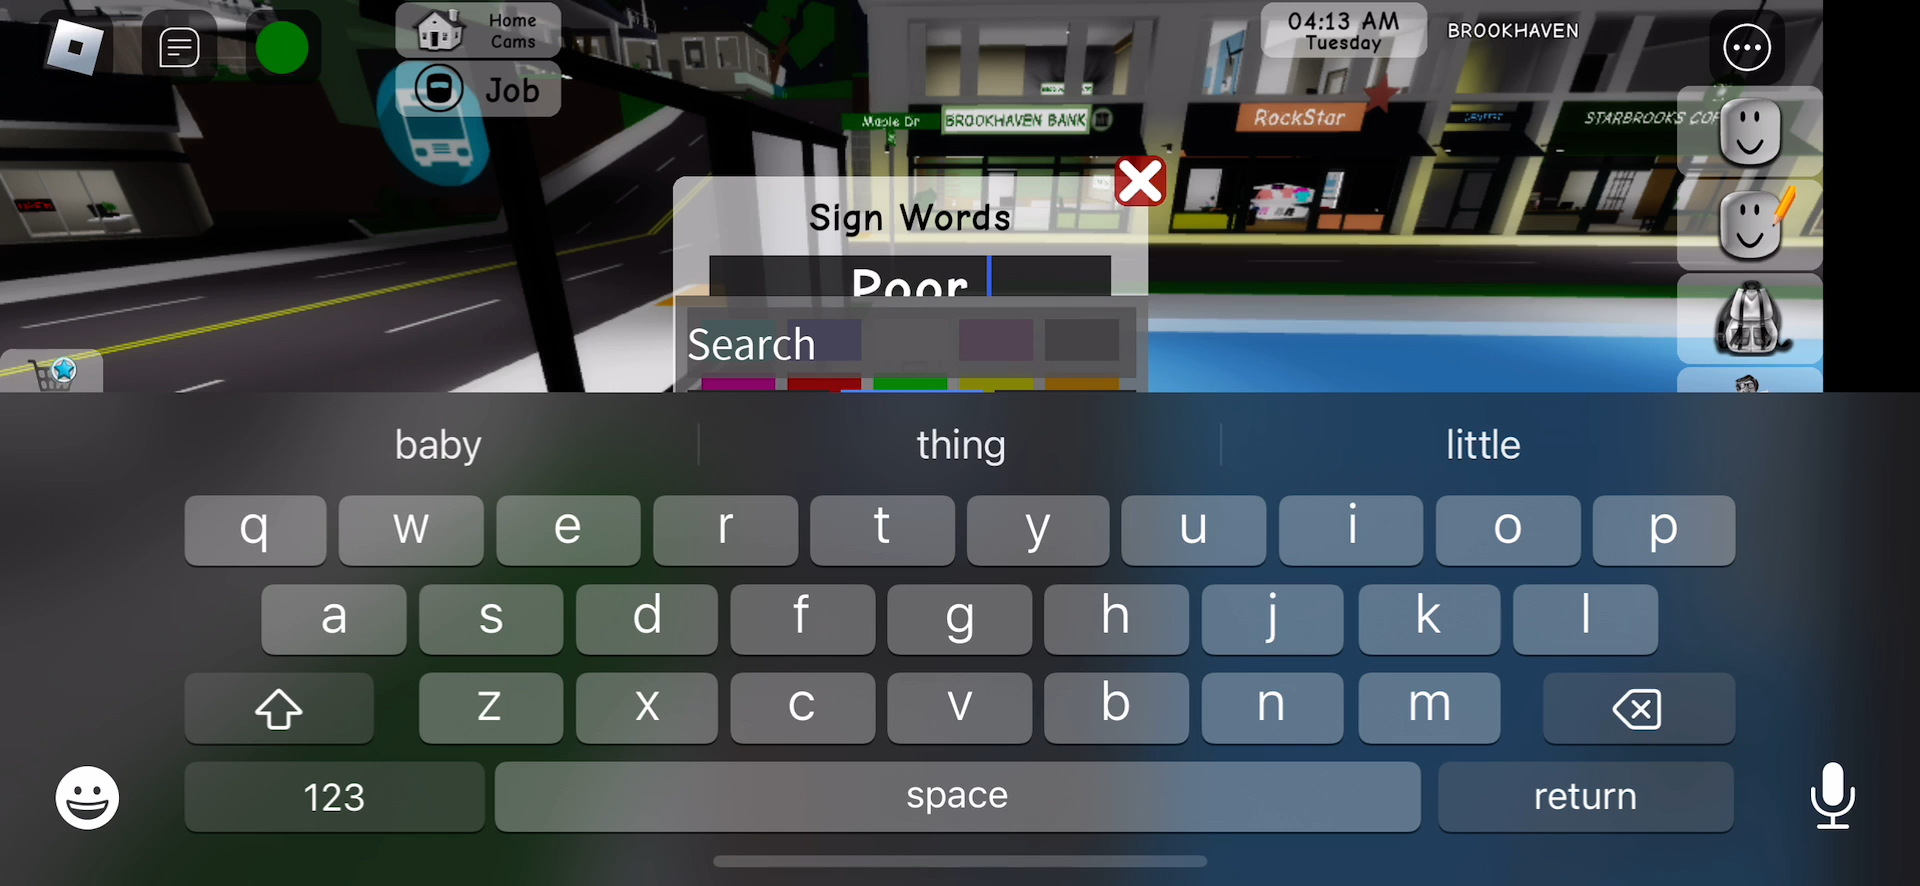 Home
Cams
Job
04:13 AM
Tuesday
BROOKHAVEN
Maple Dr
BROOKHAVEN BANK
RockStar
STARBROOKS COF
Sign Words
Poor
Search
baby
thing
little
q w e r t y u i o p
a s d f g h j k l
z x c v b n m
123
space
return